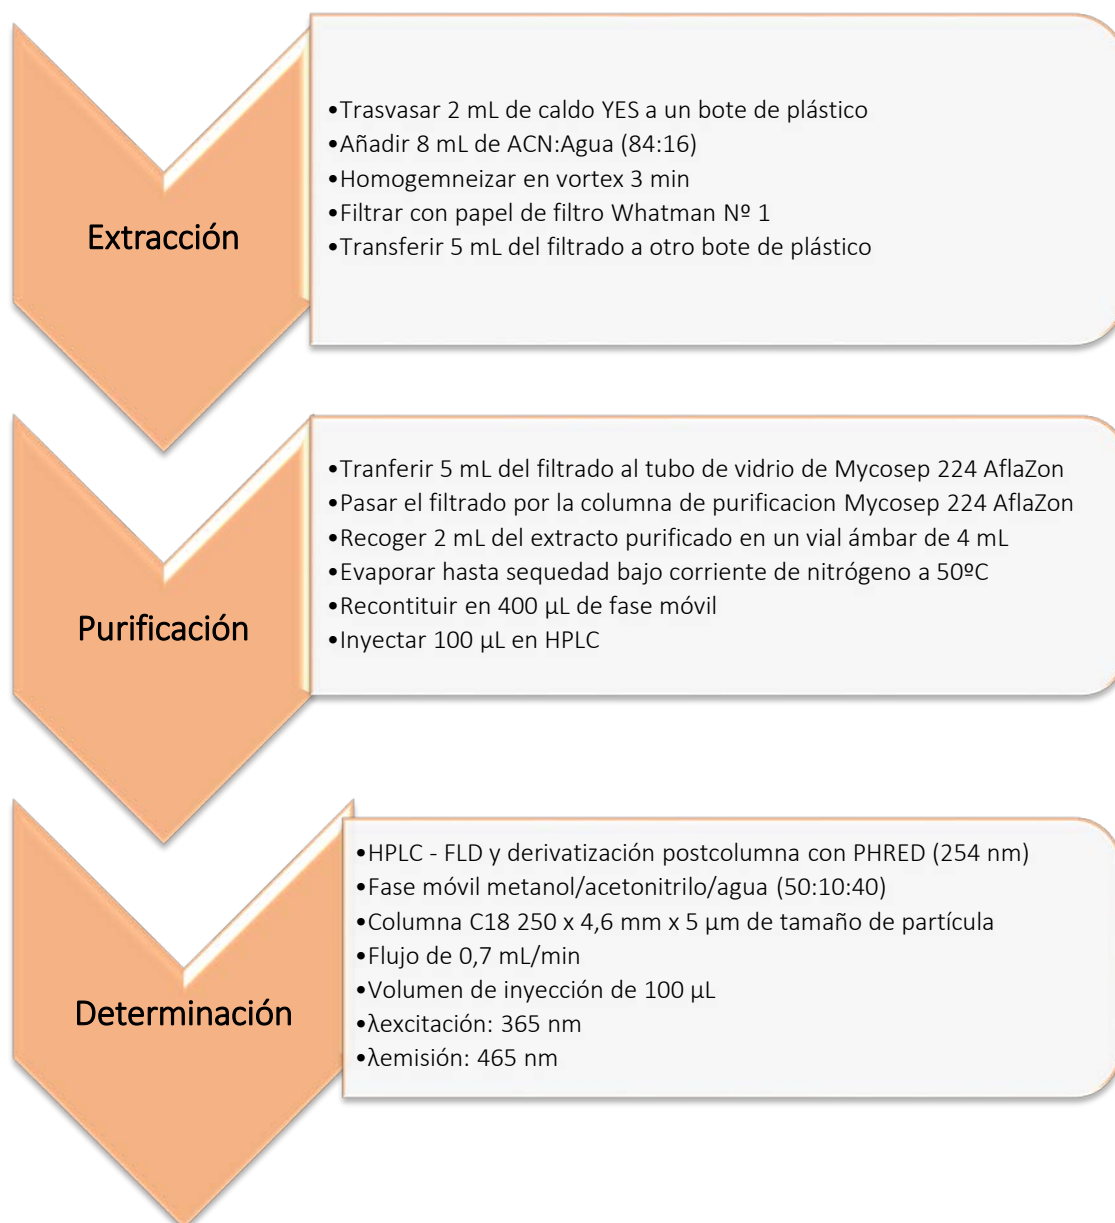 Extracción
•Trasvasar 2 mL de caldo YES a un bote de plástico
•Añadir 8 mL de ACN:Agua (84:16)
•Homogemneizar en vortex 3 min
•Filtrar con papel de filtro Whatman Nº 1
•Transferir 5 mL del filtrado a otro bote de plástico
Purificación
•Tranferir 5 mL del filtrado al tubo de vidrio de Mycosep 224 AflaZon
•Pasar el filtrado por la columna de purificacion Mycosep 224 AflaZon
•Recoger 2 mL del extracto purificado en un vial ámbar de 4 mL
•Evaporar hasta sequedad bajo corriente de nitrógeno a 50ºC
•Recontituir en 400 µL de fase móvil
•Inyectar 100 µL en HPLC
Determinación
•HPLC - FLD y derivatización postcolumna con PHRED (254 nm)
•Fase móvil metanol/acetonitrilo/agua (50:10:40)
•Columna C18 250 x 4,6 mm x 5 µm de tamaño de partícula
•Flujo de 0,7 mL/min
•Volumen de inyección de 100 µL
•λexcitación: 365 nm
•λemisión: 465 nm